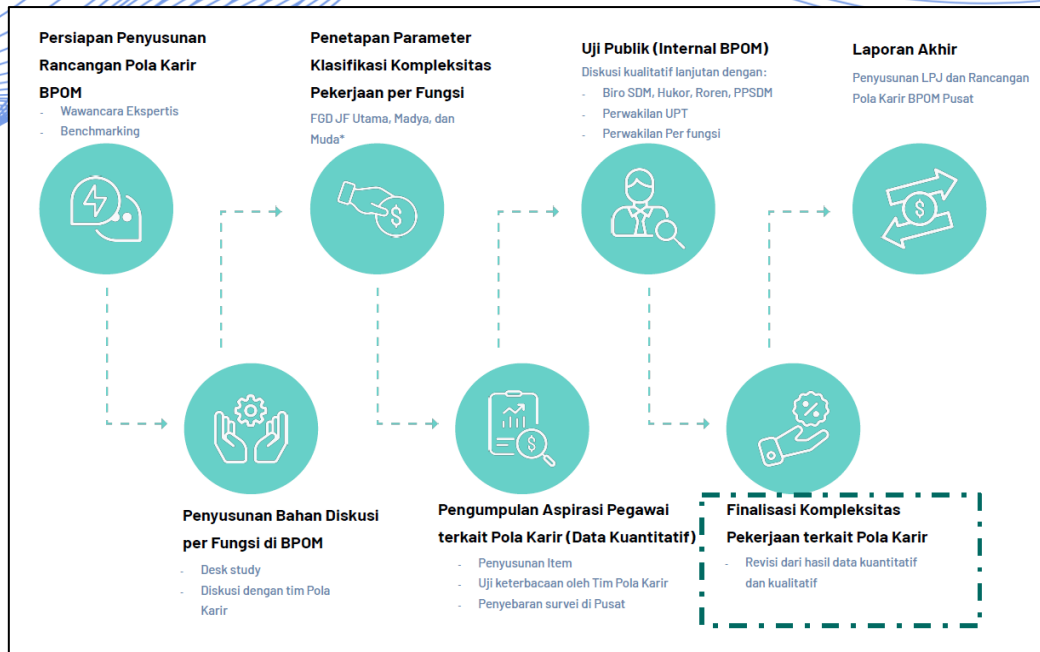 Persiapan Penyusunan
Rancangan Pola Karir
BPOM
- Wawancara Ekspertis
- Benchmarking
Penyusunan Bahan Diskusi
per Fungsi di BPOM
- Desk study
- Diskusi dengan tim Pola
Karir
Penetapan Parameter
Klasifikasi Kompleksitas
Pekerjaan per Fungsi
FGD JF Utama, Madya, dan
Muda*
$
Pengumpulan Aspirasi Pegawai
terkait Pola Karir (Data Kuantitatif)
- Penyusunan Item
- Uji keterbacaan oleh Tim Pola Karir
- Penyebaran survei di Pusat
$
Uji Publik (Internal BPOM)
Diskusi kualitatif lanjutan dengan:
- Biro SDM, Hukor, Roren, PPSDM
- Perwakilan UPT
- Perwakilan Per fungsi
%
Finalisasi Kompleksitas
Pekerjaan terkait Pola Karir
- Revisi dari hasil data kuantitatif
dan kualitatif
Laporan Akhir
Penyusunan LPJ dan Rancangan
Pola Karir BPOM Pusat
$